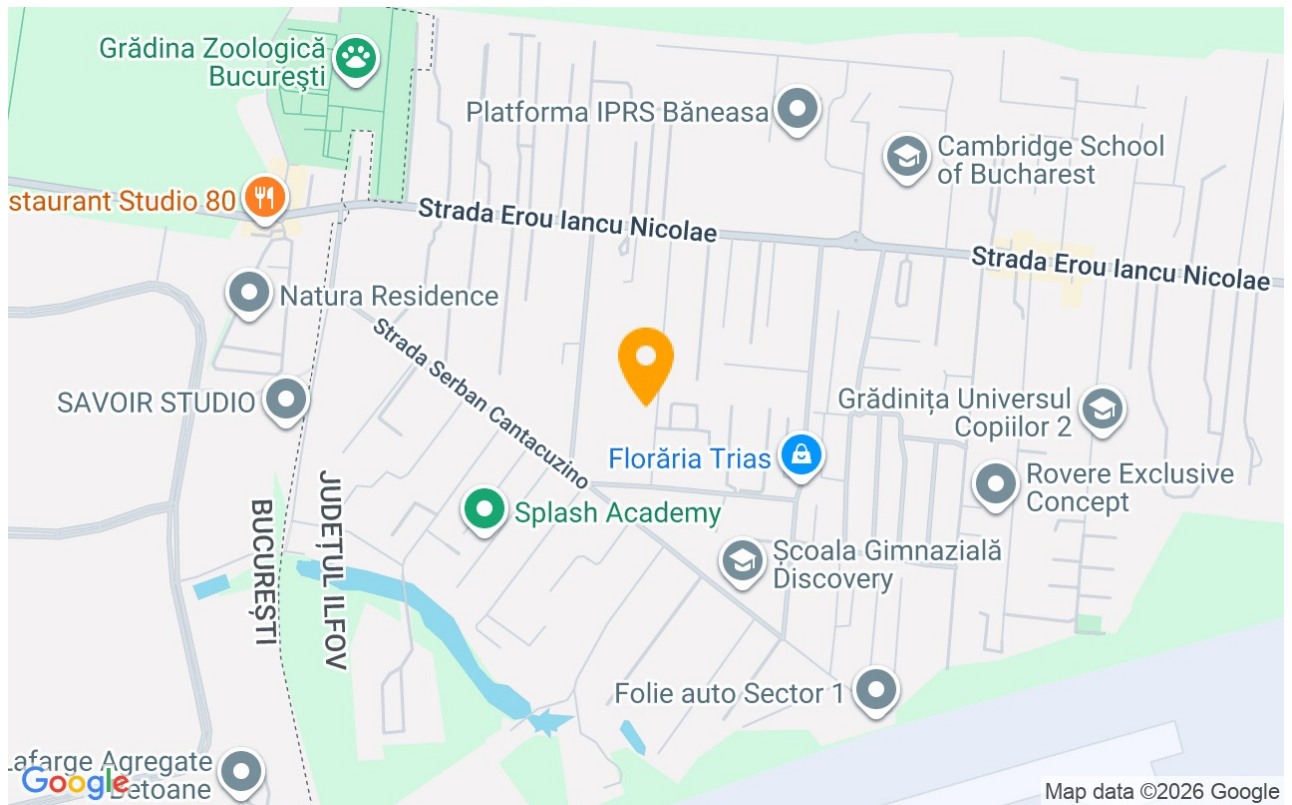 Grădina Zoologică
Bucureşti
Platforma IPRS Băneasa
Cambridge School
of Bucharest
staurant Studio 80
Strada Erou Iancu Nicolae
Strada Erou Iancu Nicolae
Natura Residence
Strada Serban Cantacuzino
SAVOIR STUDIO
Grădinița Universul
Copiilor 2
Florăria Trias
Rovere Exclusive
Concept
JUDEȚUL ILFOV
BUCUREȘTI
Splash Academy
Școala Gimnazială
Discovery
Folie auto Sector 1
Lafarge Agregate
Betoane
Google
Map data ©2026 Google